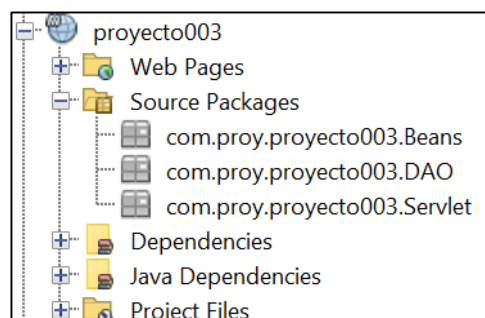 proyecto003
Web Pages
Source Packages
com.proy.proyecto003.Beans
com.proy.proyecto003.DAO
com.proy.proyecto003.Servlet
Dependencies
Java Dependencies
Project Files